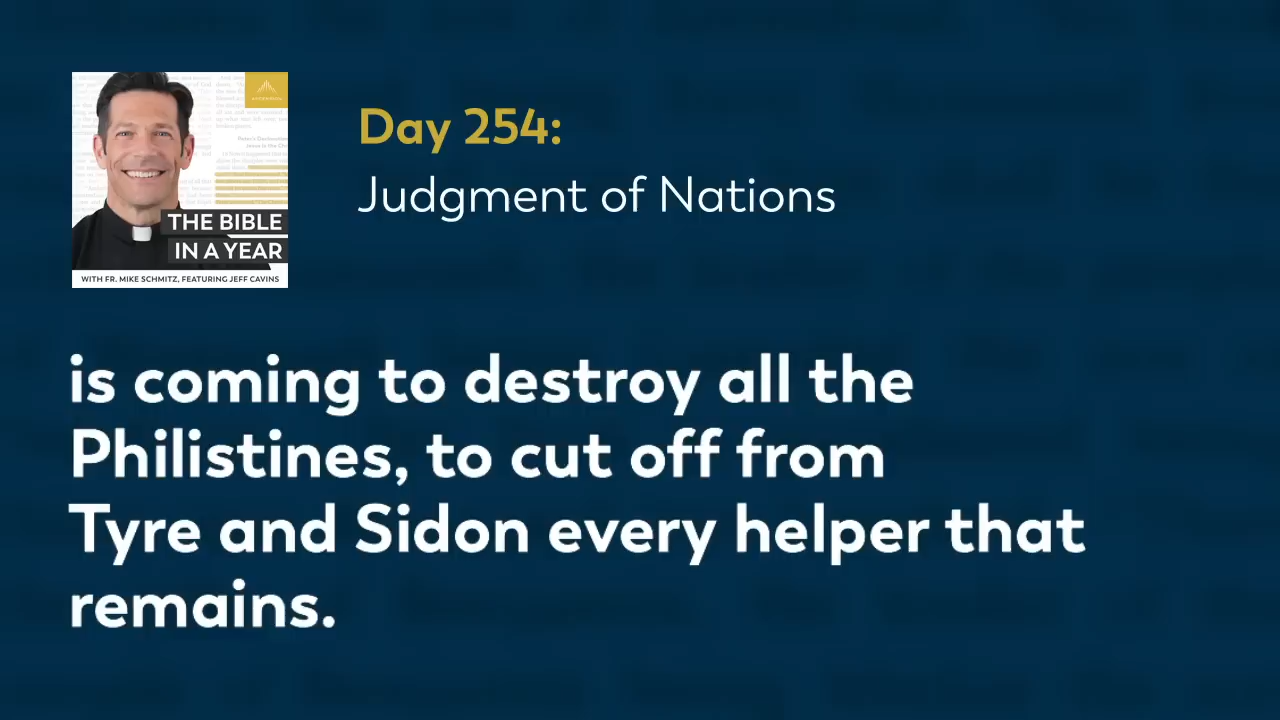 THE BIBLE
IN A YEAR
WITH FR. MIKE SCHMITZ, FEATURING JEFF CAVINS
Day 254:
Judgment of Nations
is coming to destroy all the
Philistines, to cut off from
Tyre and Sidon every helper that
remains.